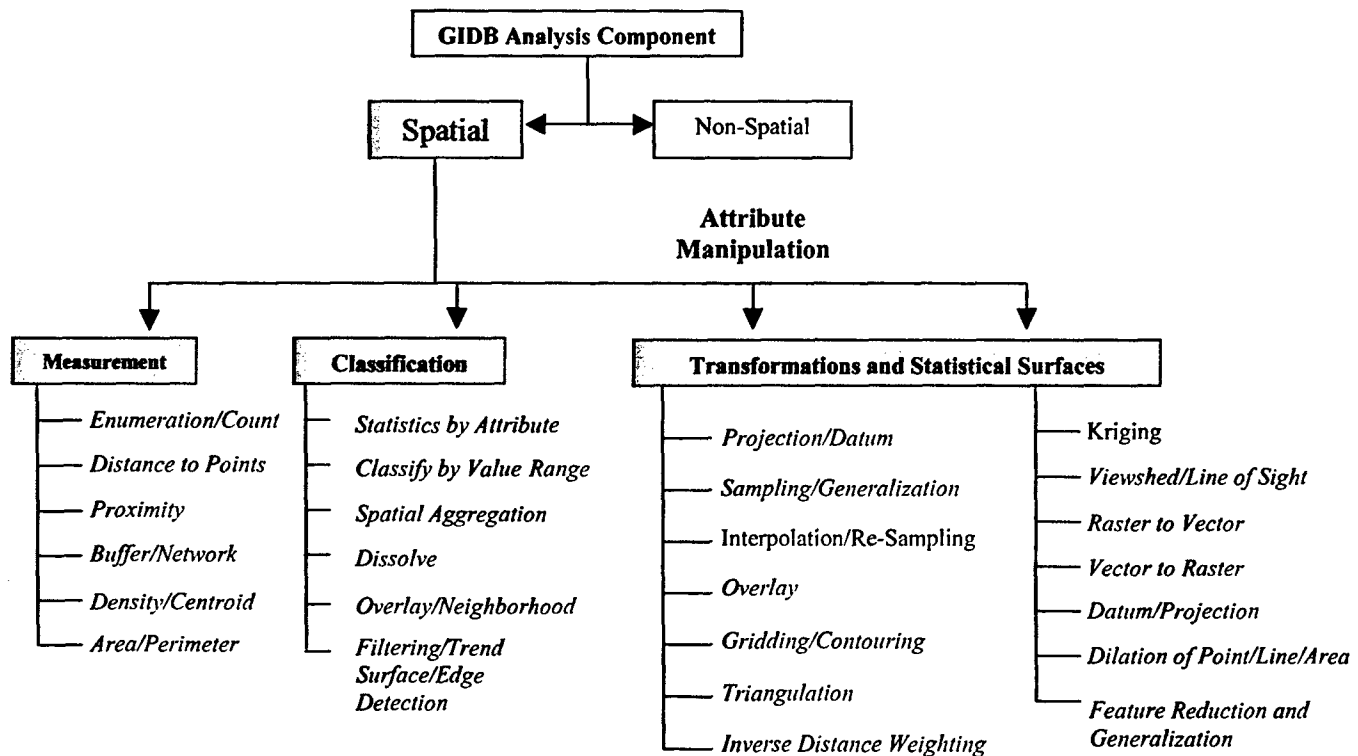 GIDB Analysis Component
Spatial
Non-Spatial
Attribute
Manipulation
Measurement
Enumeration/Count
Distance to Points
Proximity
Buffer/Network
Density/Centroid
Area/Perimeter
Classification
Statistics by Attribute
Classify by Value Range
Spatial Aggregation
Dissolve
Overlay/Neighborhood
Filtering/Trend
Surface/Edge
Detection
Transformations and Statistical Surfaces
Projection/Datum
Sampling/Generalization
Interpolation/Re-Sampling
Overlay
Gridding/Contouring
Triangulation
Inverse Distance Weighting
Kriging
Viewshed/Line of Sight
Raster to Vector
Vector to Raster
Datum/Projection
Dilation of Point/Line/Area
Feature Reduction and
Generalization